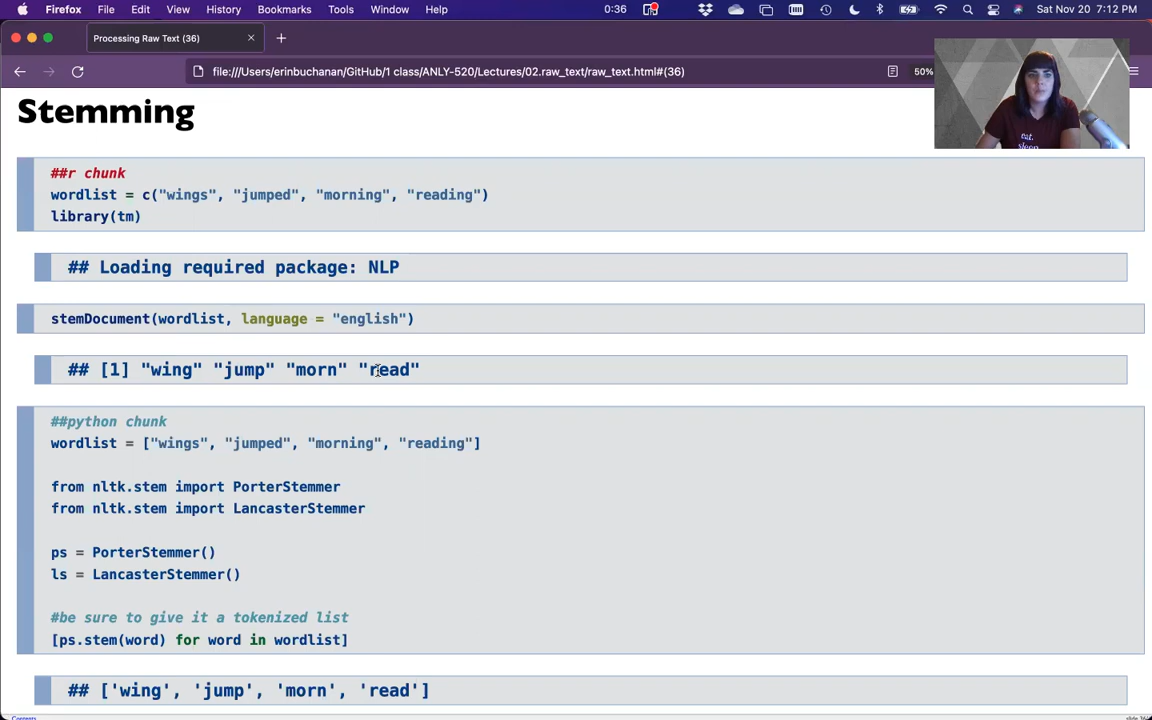 Firefox File Edit View History Bookmarks Tools Window Help 0:36 Sat Nov 20 7:12 PM
Processing Raw Text (36)
file:///Users/erinbuchanan/GitHub/1 class/ANLY-520/Lectures/02.raw_text/raw_text.html#(36) 50%
Stemming
eat.
sleep
##r chunk
wordlist = c("wings", "jumped", "morning", "reading")
library(tm)
## Loading required package: NLP
stemDocument(wordlist, language = "english")
## [1] "wing" "jump" "morn" "read"
##python chunk
wordlist = ["wings", "jumped", "morning", "reading"]
from nltk.stem import PorterStemmer
from nltk.stem import LancasterStemmer
ps = PorterStemmer()
ls = LancasterStemmer()
#be sure to give it a tokenized list
[ps.stem(word) for word in wordlist]
## ['wing', 'jump', 'morn', 'read']
Contents